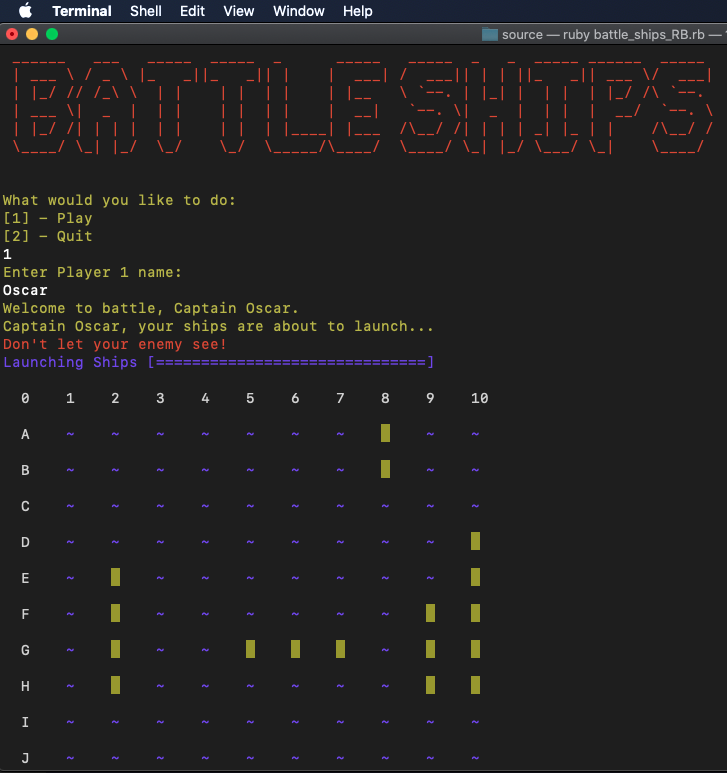 Terminal Shell Edit View Window Help
source — ruby battle_ships_RB.rb —
BATTLESHIPS
What would you like to do:
[1] - Play
[2] - Quit
1
Enter Player 1 name:
Oscar
Welcome to battle, Captain Oscar.
Captain Oscar, your ships are about to launch...
Don't let your enemy see!
Launching Ships [==============================]
0 1 2 3 4 5 6 7 8 9 10
A ~ ~ ~ ~ ~ ~ ~ █ ~ ~
B ~ ~ ~ ~ ~ ~ ~ █ ~ ~
C ~ ~ ~ ~ ~ ~ ~ ~ ~ ~
D ~ ~ ~ ~ ~ ~ ~ ~ ~ █
E ~ █ ~ ~ ~ ~ ~ ~ ~ █
F ~ █ ~ ~ ~ ~ ~ ~ █ █
G ~ █ ~ ~ █ █ █ ~ █ █
H ~ █ ~ ~ ~ ~ ~ ~ █ █
I ~ ~ ~ ~ ~ ~ ~ ~ ~ ~
J ~ ~ ~ ~ ~ ~ ~ ~ ~ ~